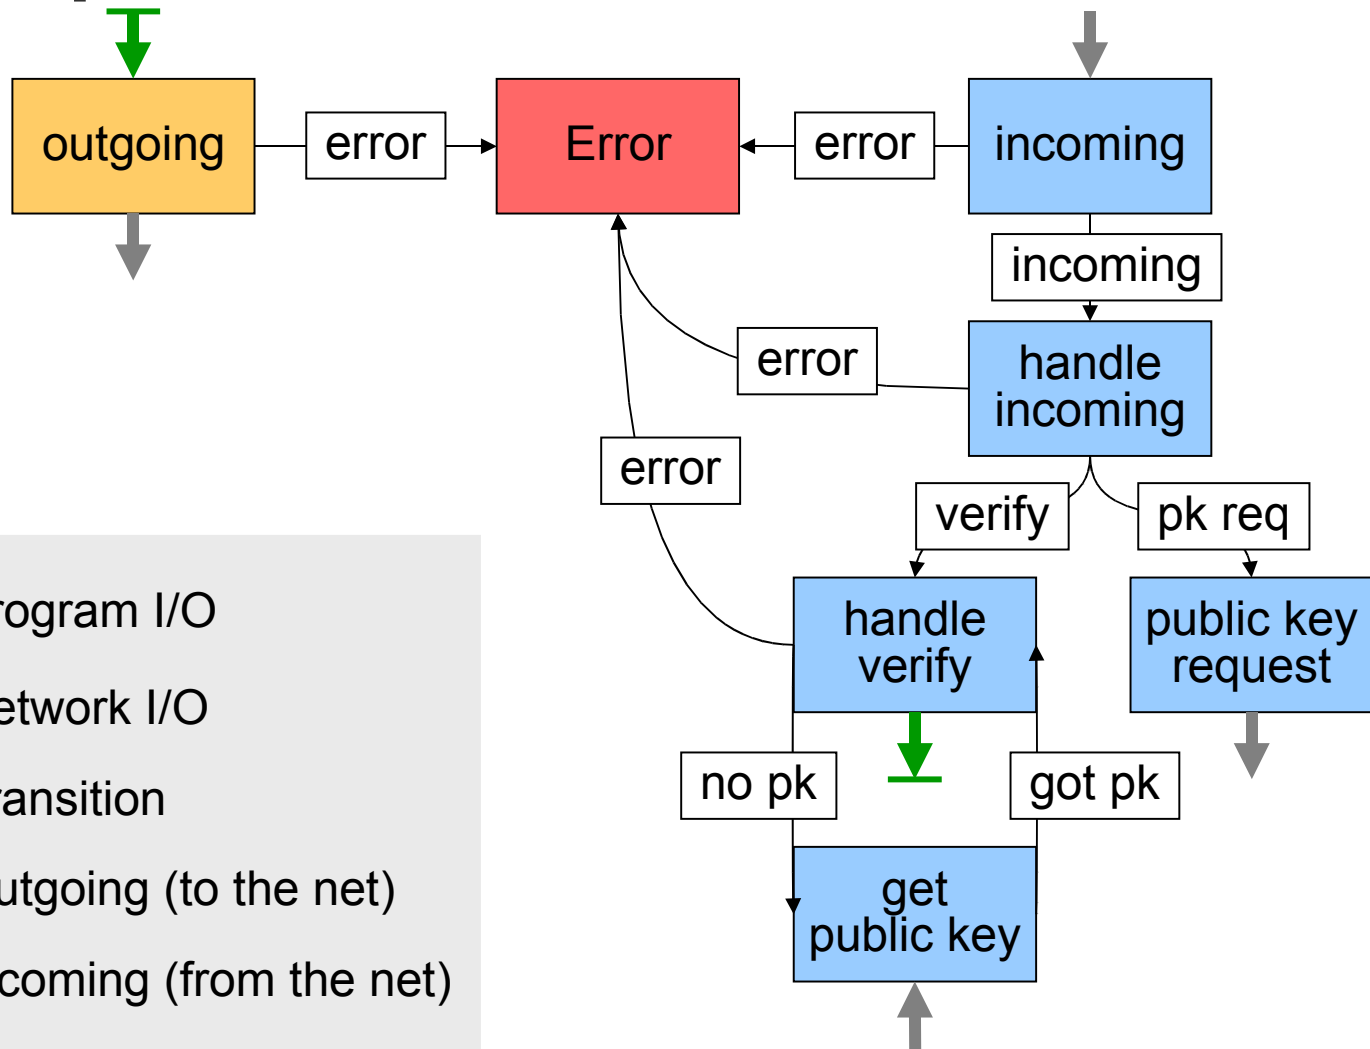 outgoing
error
Error
error
incoming
incoming
handle
incoming
error
error
verify
pk req
handle
verify
public key
request
no pk
got pk
get
public key
rogram I/O
etwork I/O
ransition
utgoing (to the net)
coming (from the net)